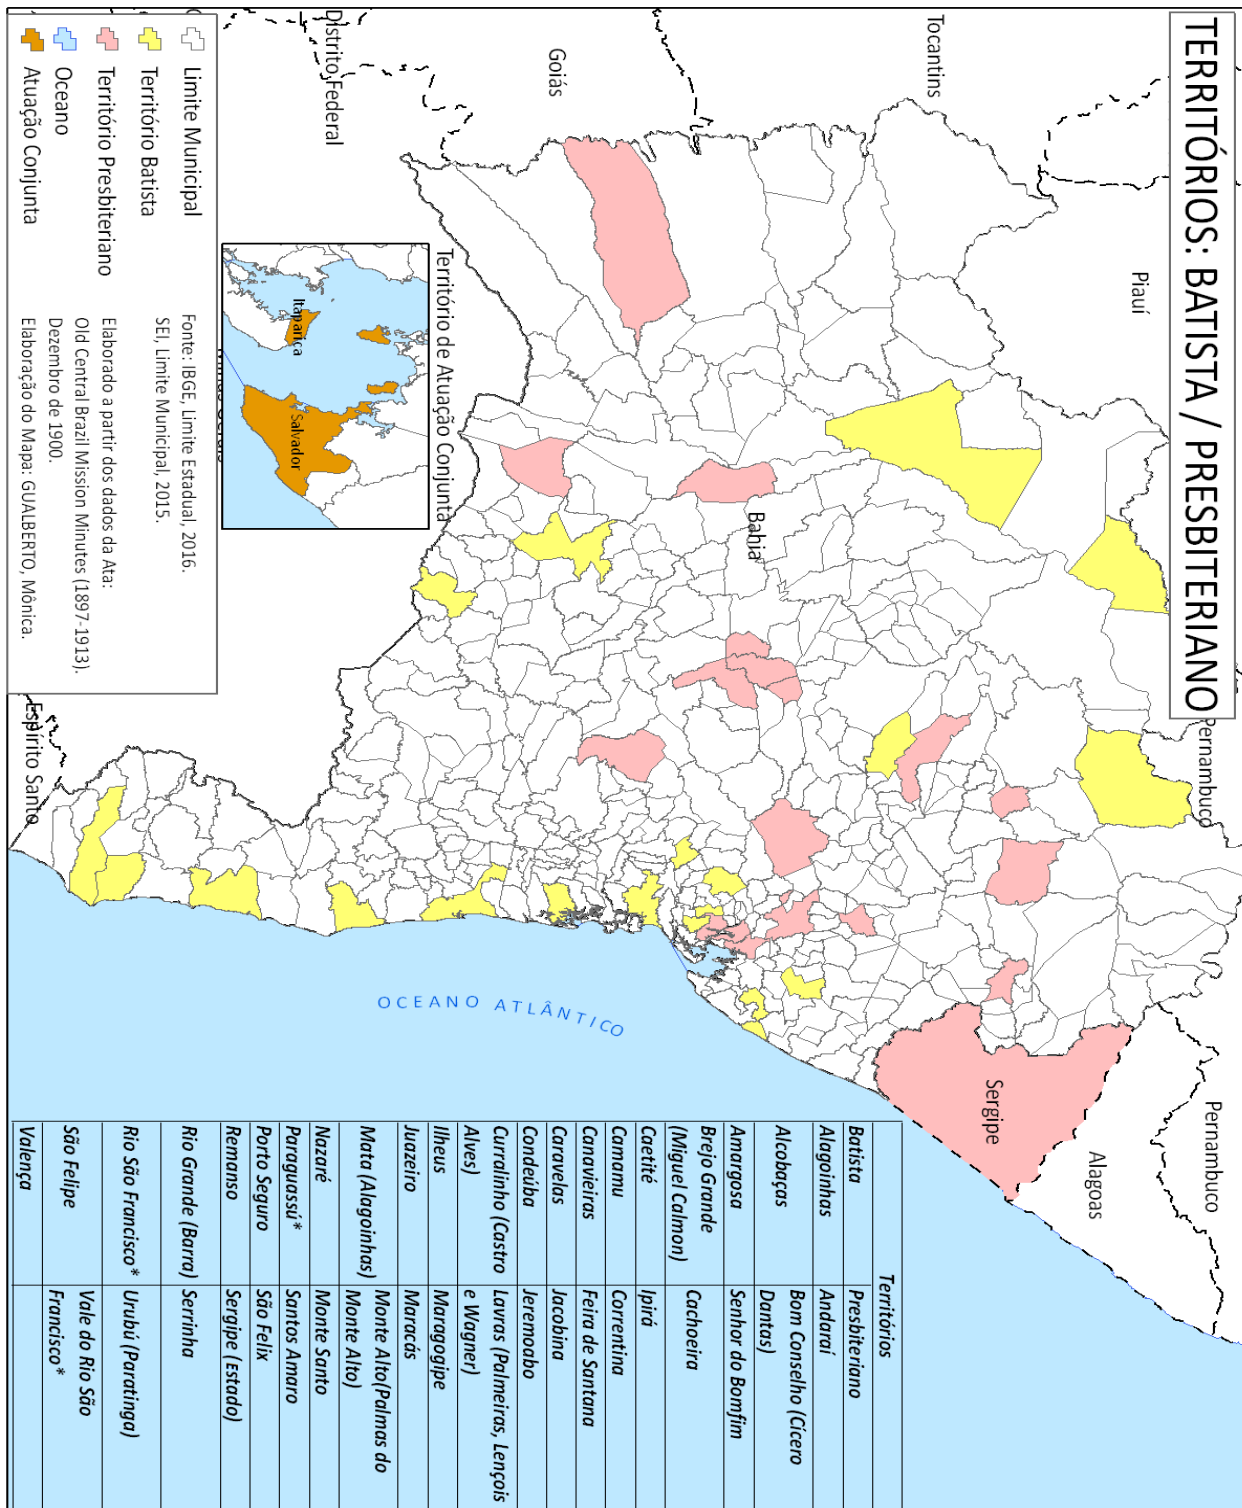 TERRITÓRIOS: BATISTA / PRESBITERIANO
Tocantins
Piauí
Pernambuco
Pernambuco
Alagoas
Sergipe
Bahia
Goiás
Distrito Federal
Espírito Santo
OCEANO ATLÂNTICO
Território de Atuação Conjunta
Itaparica
Salvador
Limite Municipal
Território Batista
Território Presbiteriano
Oceano
Atuação Conjunta
Fonte: IBGE, Limite Estadual, 2016.
SEI, Limite Municipal, 2015.
Elaborado a partir dos dados da Ata:
Old Central Brazil Mission Minutes (1897-1913).
Dezembro de 1900.
Elaboração do Mapa: GUALBERTO, Mônica.
Territórios
Batista Presbiteriano
Alagoinhas Andaraí
Alcobaças Bom Conselho (Cícero
Dantas)
Amargosa Senhor do Bomfim
Brejo Grande
(Miguel Calmon) Cachoeira
Caetité Ipirá
Camamu Correntina
Canavieiras Feira de Santana
Caravelas Jacobina
Condeúba Jeremoabo
Curralinho (Castro
Alves) Lavras (Palmeiras, Lençois
e Wagner)
Ilheus Maragogipe
Juazeiro Maracás
Mata (Alagoinhas) Monte Alto(Palmas do
Monte Alto)
Nazaré Monte Santo
Paraguassú* Santos Amaro
Porto Seguro São Felix
Remanso Sergipe (Estado)
Rio Grande (Barra) Serrinha
Rio São Francisco* Urubú (Paratinga)
São Felipe Vale do Rio São
Francisco*
Valença